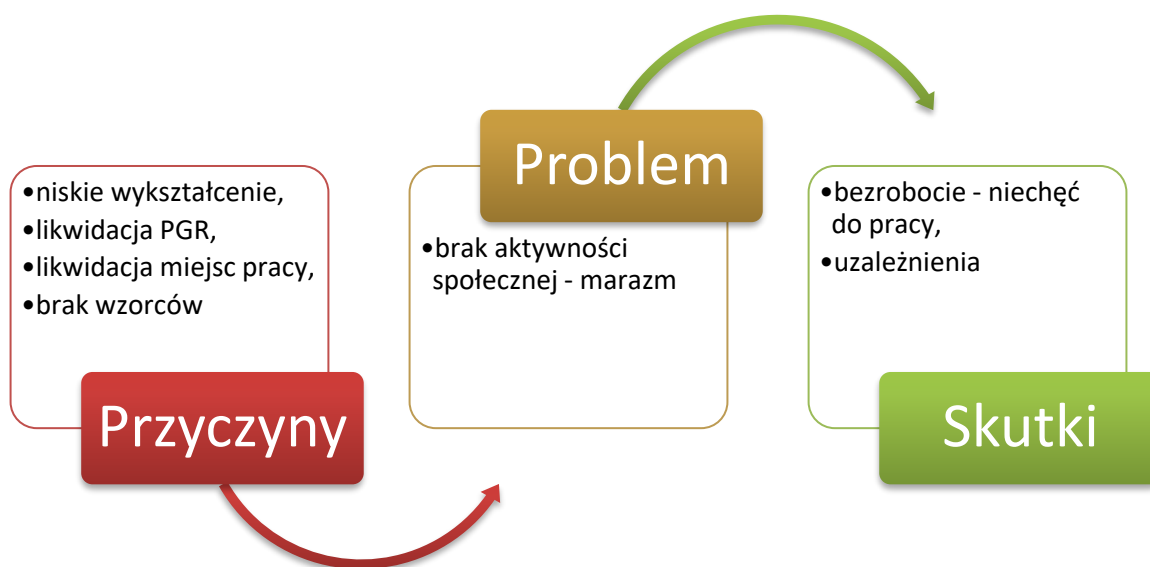 •niskie wykształcenie,
•likwidacja PGR,
•likwidacja miejsc pracy,
•brak wzorców
Przyczyny
Problem
•brak aktywności
społecznej - marazm
•bezrobocie - niechęć
do pracy,
•uzależnienia
Skutki